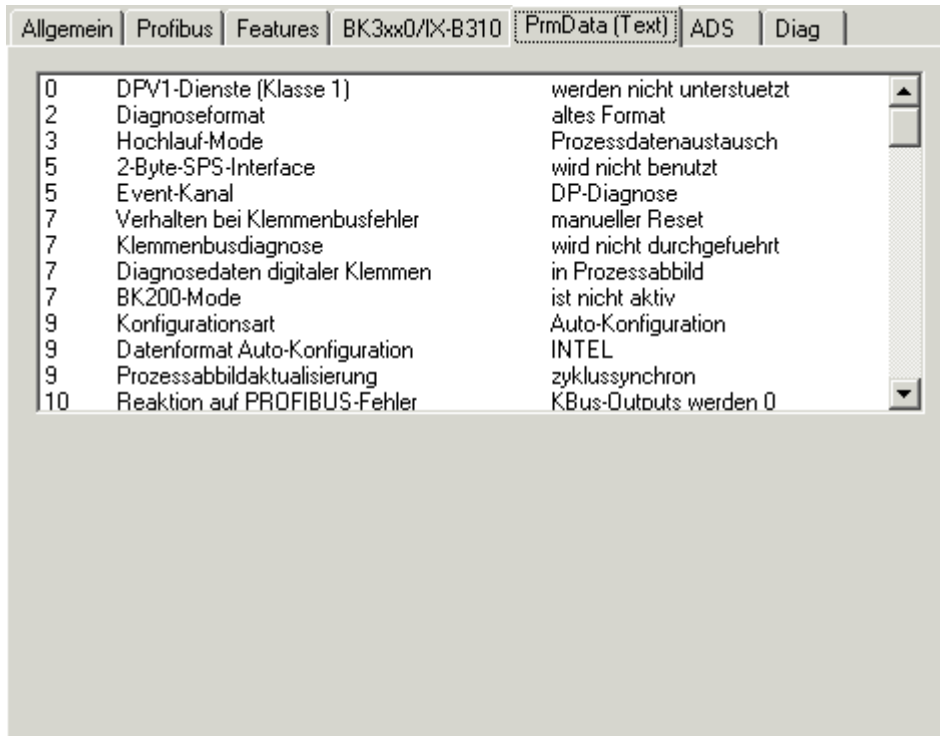 Allgemein Profibus Features BK3xx0/IX-B310 PrmData (Text) ADS Diag
0 DPV1-Dienste (Klasse 1) werden nicht unterstuetzt
2 Diagnoseformat altes Format
3 Hochlauf-Mode Prozessdatenaustausch
5 2-Byte-SPS-Interface wird nicht benutzt
5 Event-Kanal DP-Diagnose
7 Verhalten bei Klemmenbusfehler manueller Reset
7 Klemmenbusdiagnose wird nicht durchgefuehrt
7 Diagnosedaten digitaler Klemmen in Prozessabbild
7 BK200-Mode ist nicht aktiv
9 Konfigurationsart Auto-Konfiguration
9 Datenformat Auto-Konfiguration INTEL
9 Prozessabbildaktualisierung zyklussynchron
10 Reaktion auf PROFIBUS-Fehler KBus-Outputs werden 0